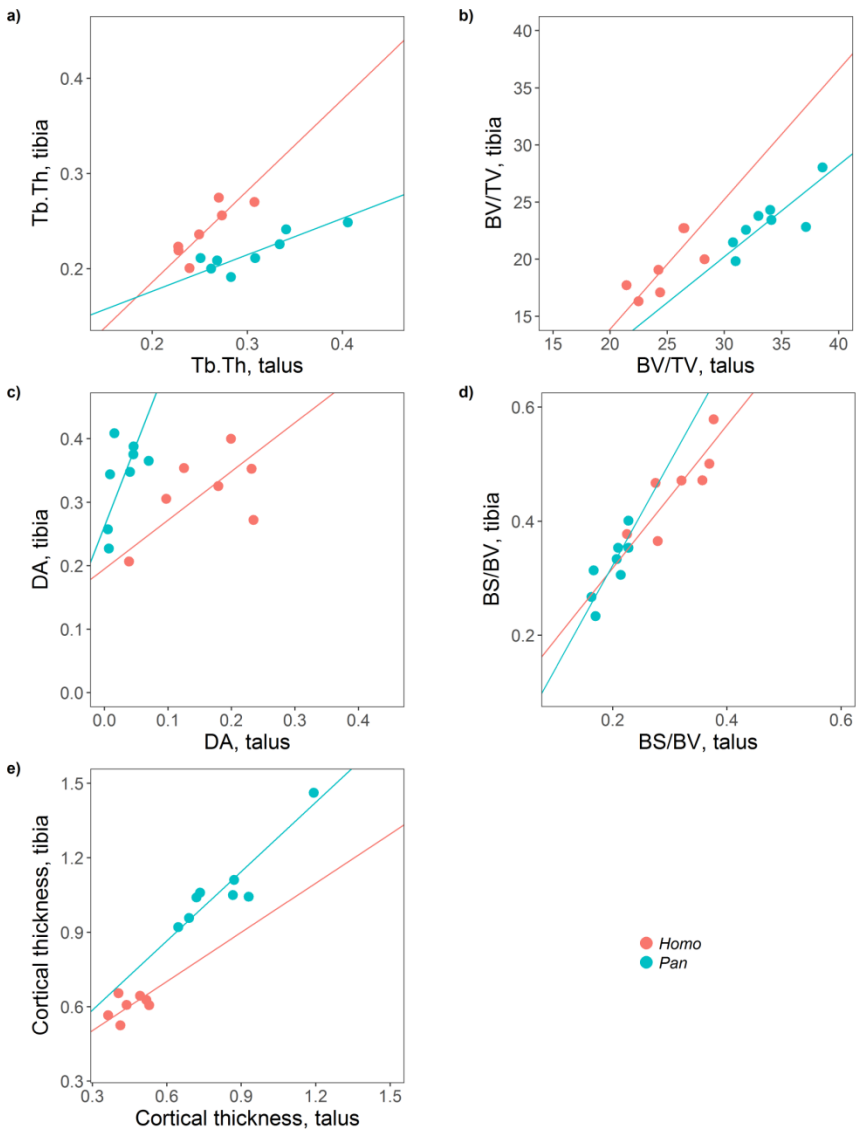 a)
Tb.Th, tibia
0.4
0.3
0.2
0.2
0.3
0.4
Tb.Th, talus
b)
BV/TV, tibia
40
35
30
25
20
15
15
20
25
30
35
40
BV/TV, talus
c)
DA, tibia
0.4
0.3
0.2
0.1
0.0
0.0
0.1
0.2
0.3
0.4
DA, talus
d)
BS/BV, tibia
0.6
0.4
0.2
0.2
0.4
0.6
BS/BV, talus
e)
Cortical thickness, tibia
1.5
1.2
0.9
0.6
0.3
0.3
0.6
0.9
1.2
1.5
Cortical thickness, talus
Homo
Pan